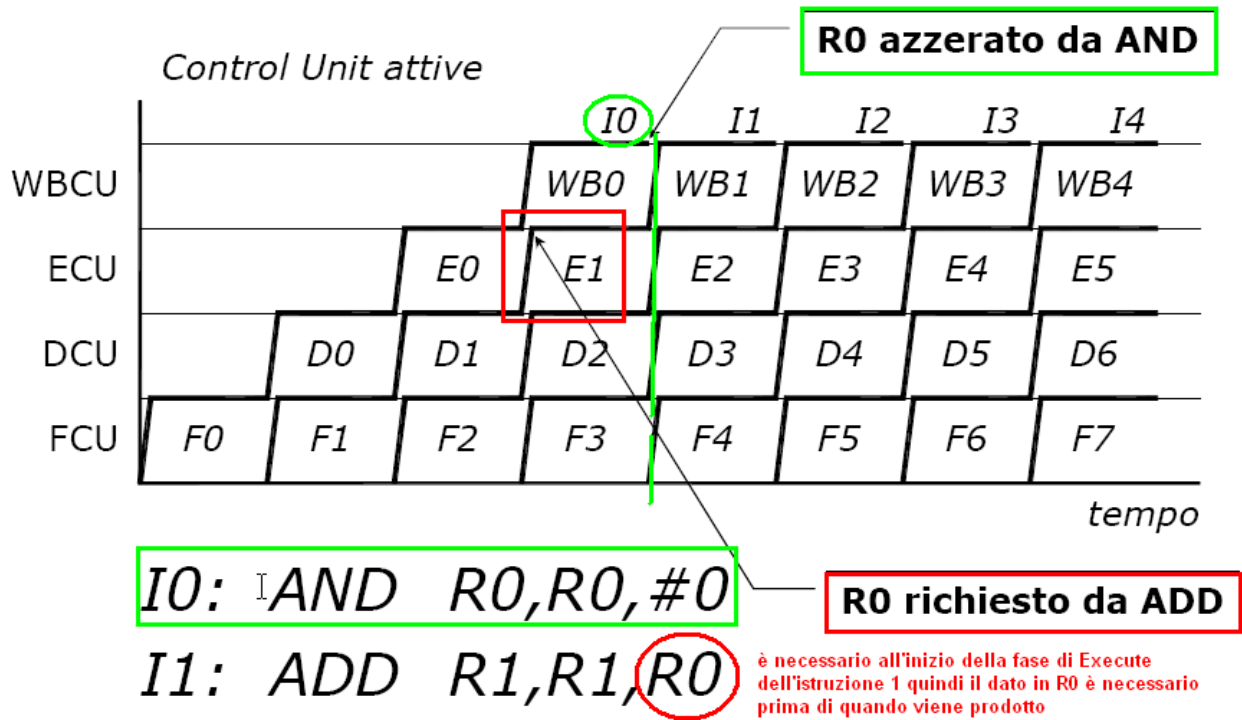 R0 azzerato da AND
Control Unit attive
I0 I1 I2 I3 I4
WBCU WB0 WB1 WB2 WB3 WB4
ECU E0 E1 E2 E3 E4 E5
DCU D0 D1 D2 D3 D4 D5 D6
FCU F0 F1 F2 F3 F4 F5 F6 F7
tempo
I0: AND R0,R0,#0
R0 richiesto da ADD
I1: ADD R1,R1,R0
è necessario all'inizio della fase di Execute
dell'istruzione 1 quindi il dato in R0 è necessario
prima di quando viene prodotto